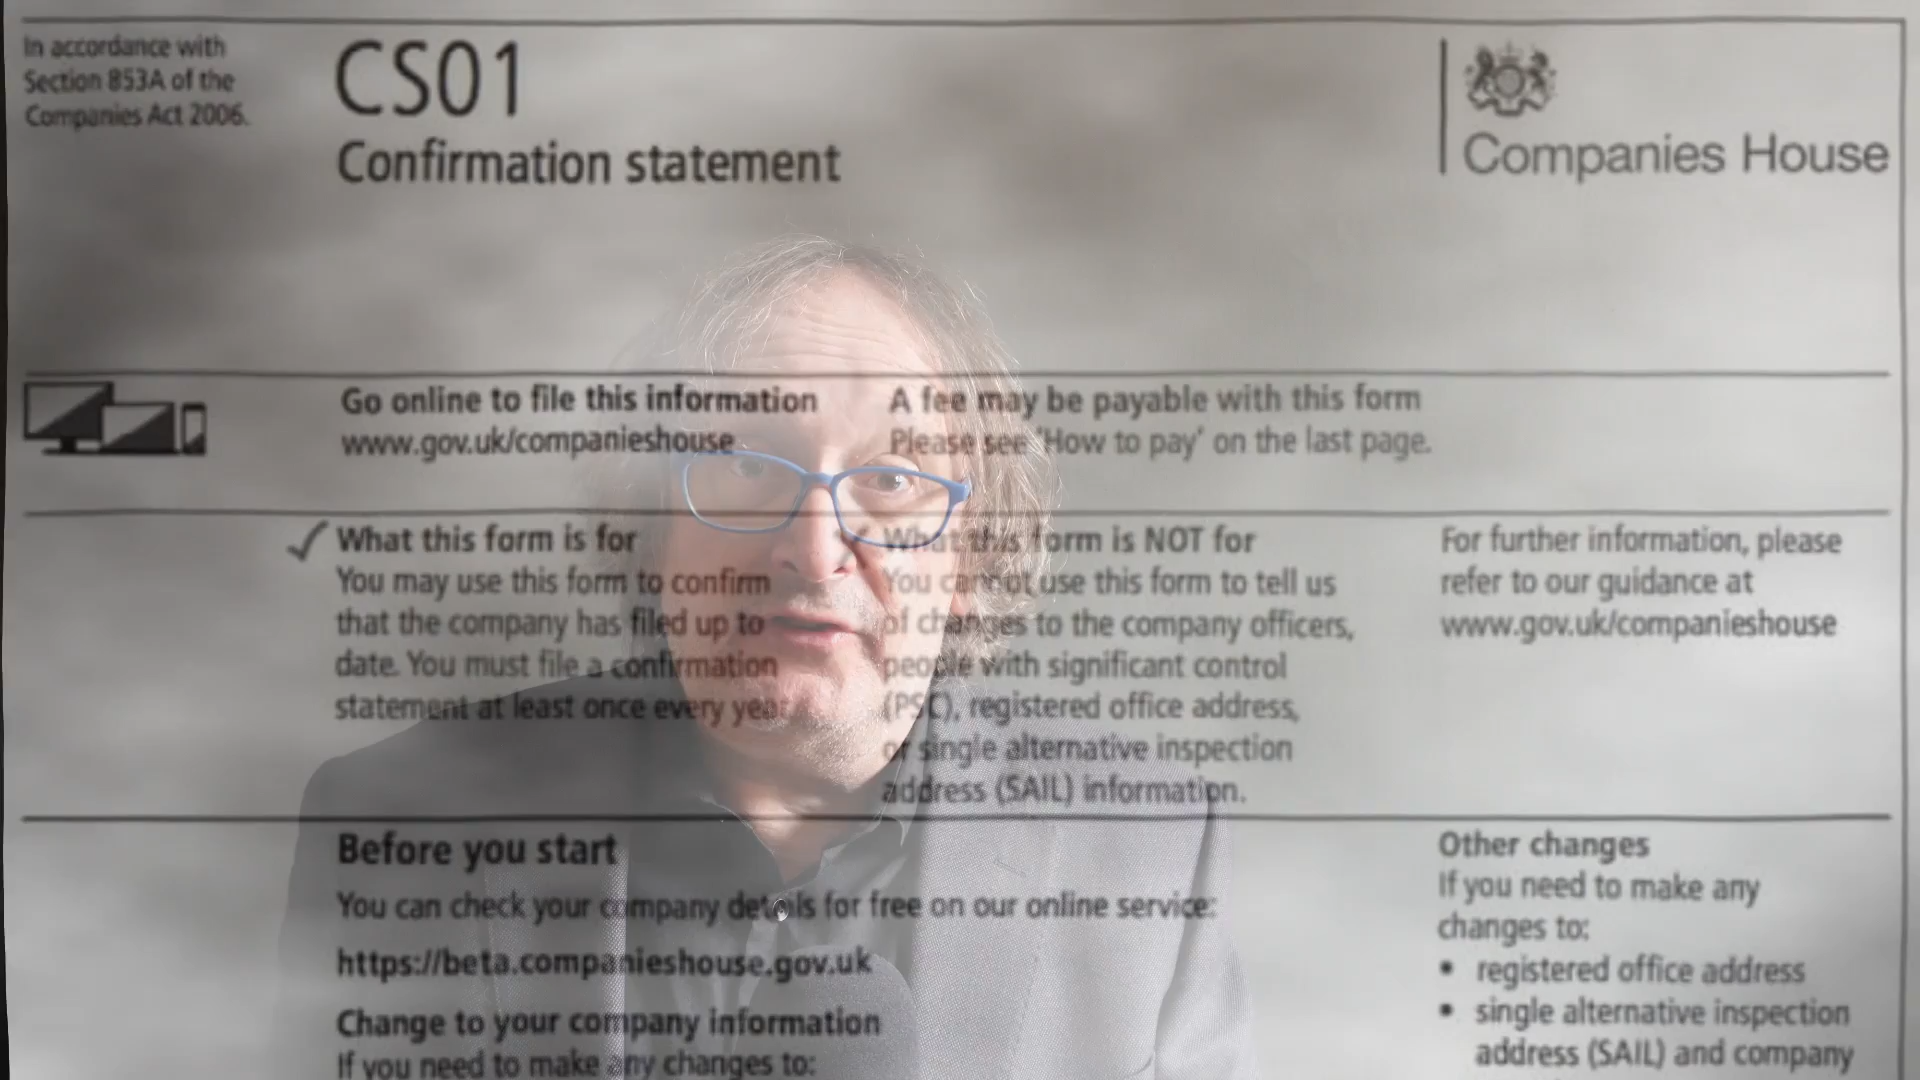 In accordance with
Section 853A of the
Companies Act 2006.
CS01
Confirmation statement
Companies House
Go online to file this information
www.gov.uk/companieshouse
A fee may be payable with this form
Please see 'How to pay' on the last page.
What this form is for
You may use this form to confirm
that the company has filed up to
date. You must file a confirmation
statement at least once every year.
What this form is NOT for
You cannot use this form to tell us
of changes to the company officers,
people with significant control
(PSC), registered office address,
or single alternative inspection
address (SAIL) information.
For further information, please
refer to our guidance at
www.gov.uk/companieshouse
Before you start
You can check your company details for free on our online service:
https://beta.companieshouse.gov.uk
Change to your company information
If you need to make any changes to:
Other changes
If you need to make any
changes to:
• registered office address
• single alternative inspection
address (SAIL) and company